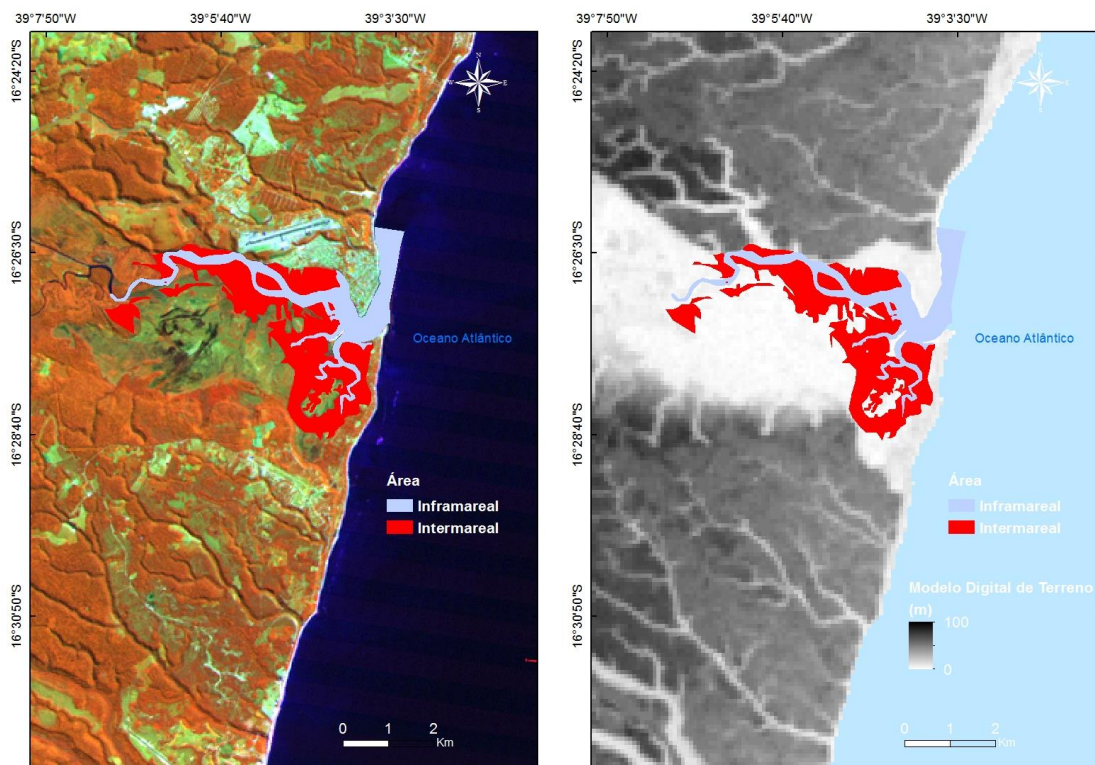 39°7'50"W 39°5'40"W 39°3'30"W
16°24'20"S
16°26'30"S
16°28'40"S
16°30'50"S
N
W E
S
Oceano Atlântico
Área
Inframareal
Intermareal
0 1 2
Km
39°7'50"W 39°5'40"W 39°3'30"W
16°24'20"S
16°26'30"S
16°28'40"S
16°30'50"S
Oceano Atlântico
Área
Inframareal
Intermareal
Modelo Digital de Terreno
(m)
100
0
0 1 2
Km